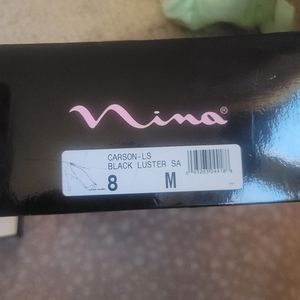 Nina®
CARSON-LS
BLACK LUSTER SA
8 M